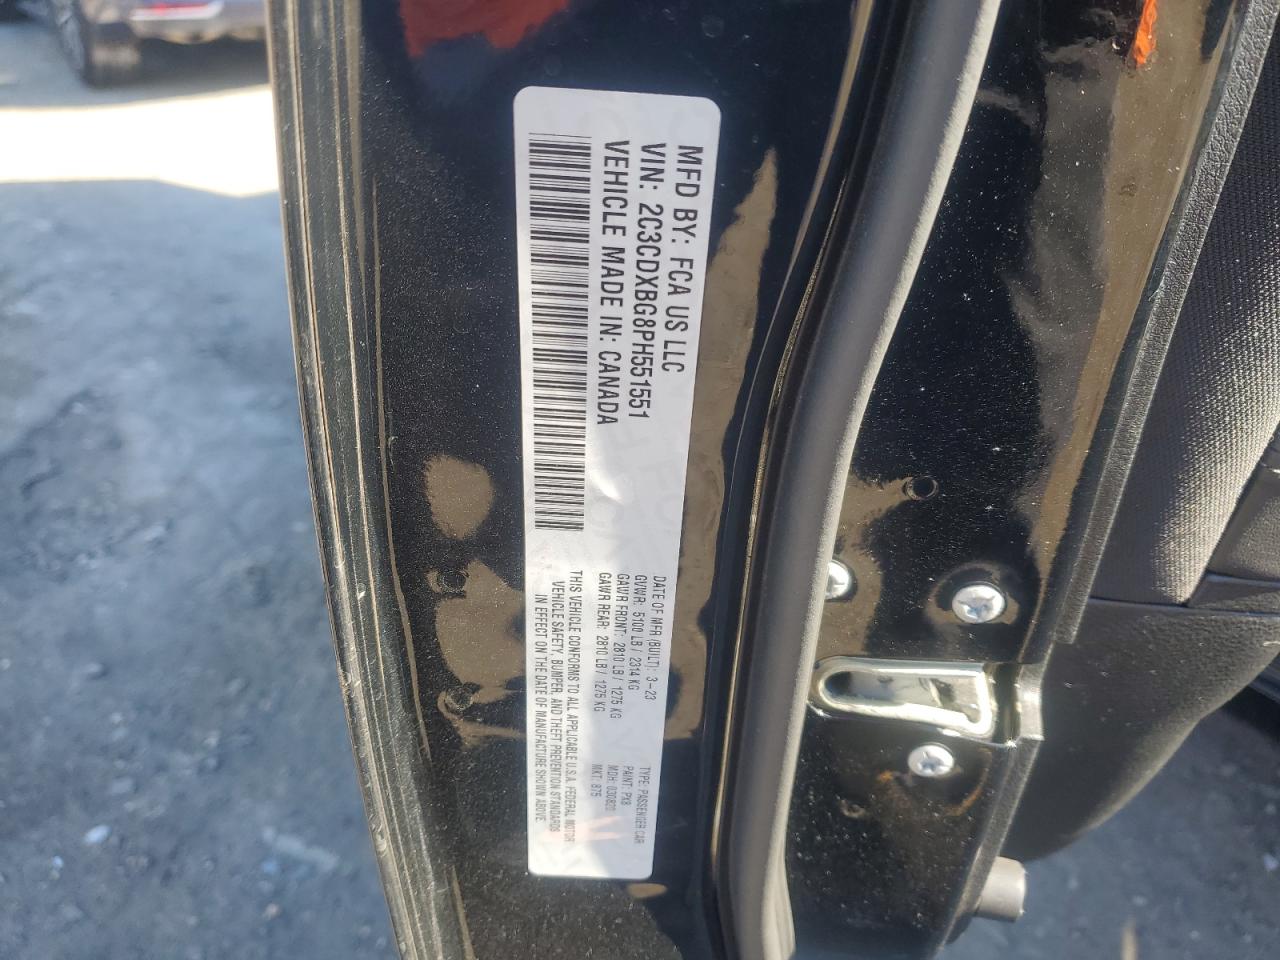 MFD BY: FCA US LLC
VIN: 2C3CDXBG8PH551551
VEHICLE MADE IN: CANADA
DATE OF MFR (BUILT): 3-23
GVWR: 5100 LB / 2314 KG
GAWR FRONT: 2810 LB / 1275 KG
GAWR REAR: 2810 LB / 1275 KG
THIS VEHICLE CONFORMS TO ALL APPLICABLE U.S.A. FEDERAL MOTOR
VEHICLE SAFETY, BUMPER, AND THEFT PREVENTION STANDARDS
IN EFFECT ON THE DATE OF MANUFACTURE SHOWN ABOVE.
TYPE: PASSENGER CAR
PAINT: PX8
MDH:
MKT: 875